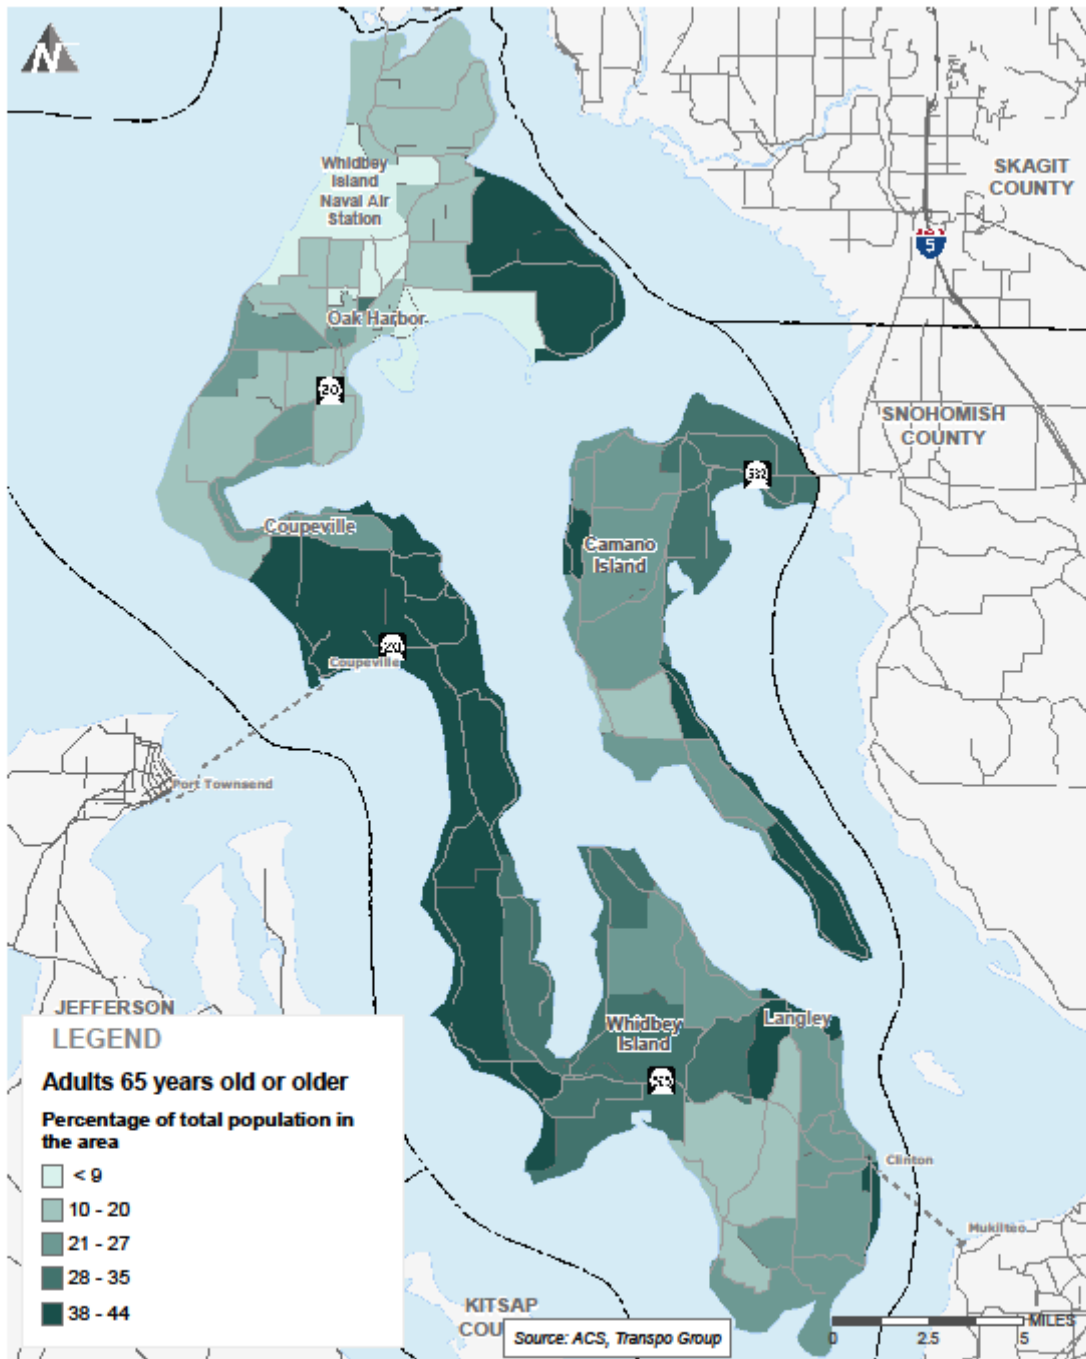 N
Whidbey
Island
Naval Air
Station
SKAGIT
COUNTY
5
Oak Harbor
20
SNOHOMISH
COUNTY
532
Coupeville
Camano
Island
Coupeville
Port Townsend
JEFFERSON
Whidbey
Island
Langley
525
Clinton
Mukilteo
KITSAP
LEGEND
Adults 65 years old or older
Percentage of total population in
the area
< 9
10 - 20
21 - 27
28 - 35
38 - 44
Source: ACS, Transpo Group
MILES
0 2.5 5